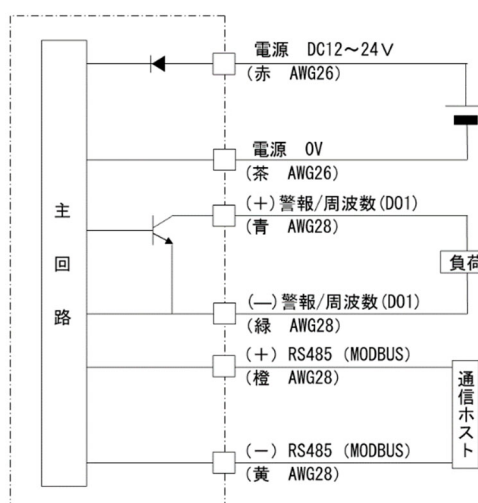 電源 DC12～24V
(赤 AWG26)
電源 0V
(茶 AWG26)
主回路
(+)警報/周波数(DO1)
(青 AWG28)
負荷
(—)警報/周波数(DO1)
(緑 AWG28)
(+) RS485 (MODBUS)
(橙 AWG28)
通信ホスト
(−) RS485 (MODBUS)
(黄 AWG28)